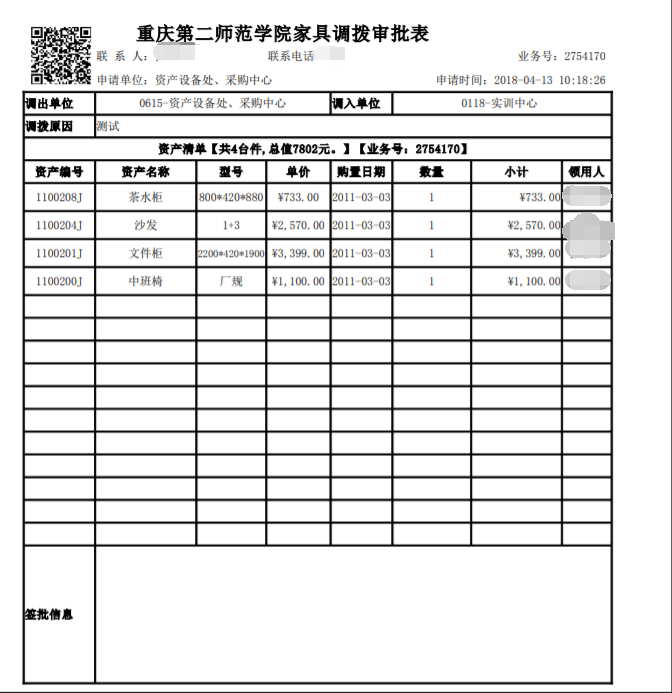 重庆第二师范学院家具调拨审批表
联 系 人: 联系电话 业务号: 2754170
申请单位: 资产设备处、采购中心 申请时间: 2018-04-13 10:18:26
调出单位 0615-资产设备处、采购中心 调入单位 0118-实训中心
调拨原因 测试
资产清单【共4台件,总值7802元。】【业务号: 2754170】
资产编号 资产名称 型号 单价 购置日期 数量 小计 领用人
1100208J 茶水柜 800*420*880 ¥733.00 2011-03-03 1 ¥733.00
1100204J 沙发 1+3 ¥2,570.00 2011-03-03 1 ¥2,570.00
1100201J 文件柜 2200*420*1900 ¥3,399.00 2011-03-03 1 ¥3,399.00
1100200J 中班椅 厂规 ¥1,100.00 2011-03-03 1 ¥1,100.00
签批信息